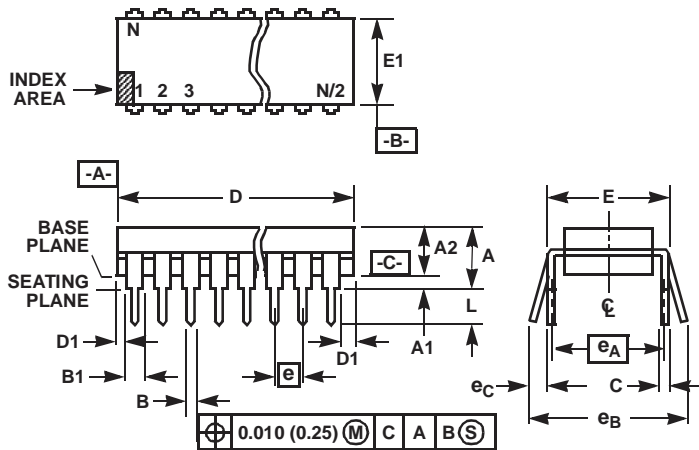 N
E1
INDEX
AREA
1 2 3 N/2
-B-
-A-
D
E
BASE
PLANE
A2
A
-C-
SEATING
PLANE
L
C
L
D1
A1
D1
e
eA
B1
B
eC
C
eB
0.010 (0.25) M C A B S